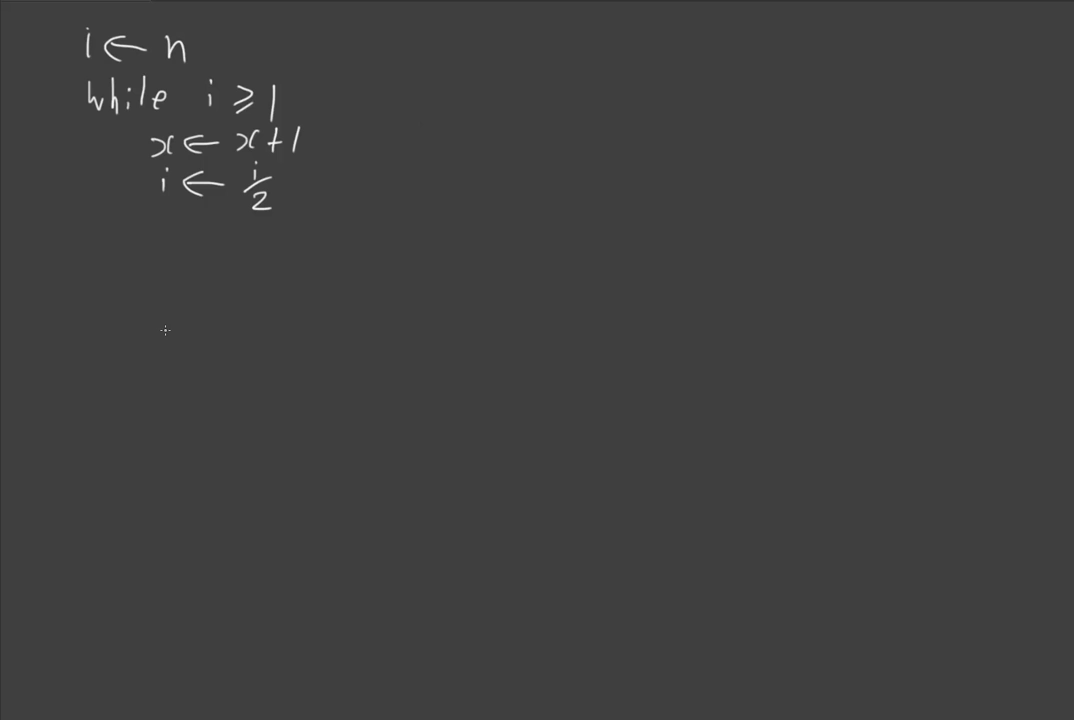 i ← n
while i ⩾ 1
x ← x + 1
i ← i/2